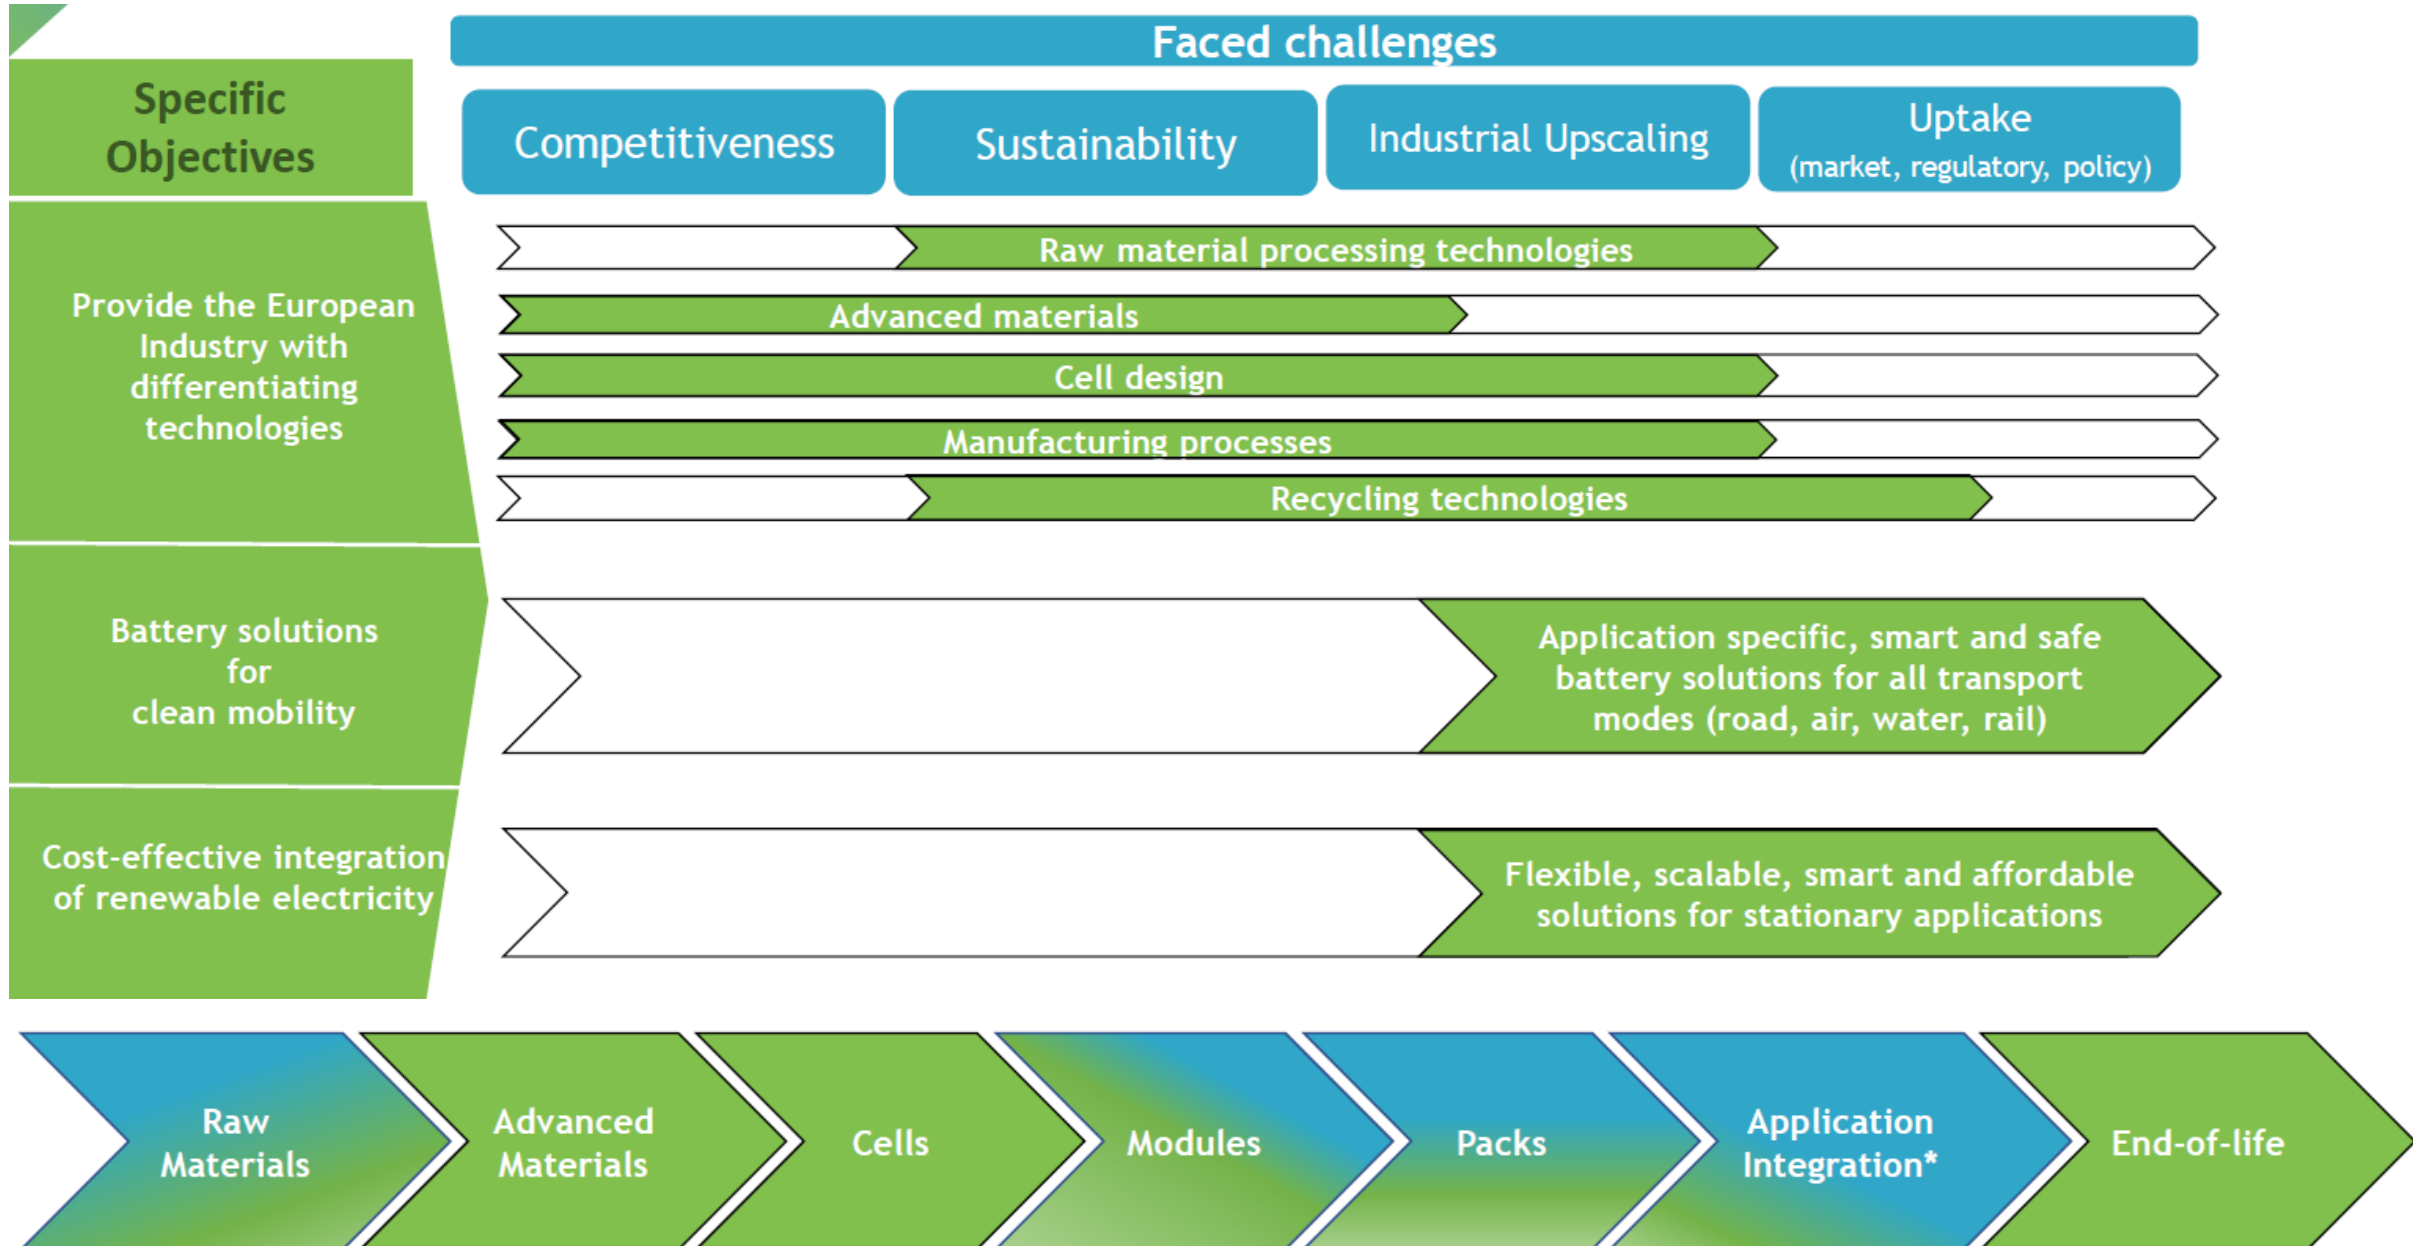 Faced challenges
Specific
Objectives
Competitiveness
Sustainability
Industrial Upscaling
Uptake
(market, regulatory, policy)
Provide the European
Industry with
differentiating
technologies
Raw material processing technologies
Advanced materials
Cell design
Manufacturing processes
Recycling technologies
Battery solutions
for
clean mobility
Application specific, smart and safe
battery solutions for all transport
modes (road, air, water, rail)
Cost-effective integration
of renewable electricity
Flexible, scalable, smart and affordable
solutions for stationary applications
Raw
Materials
Advanced
Materials
Cells
Modules
Packs
Application
Integration*
End-of-life